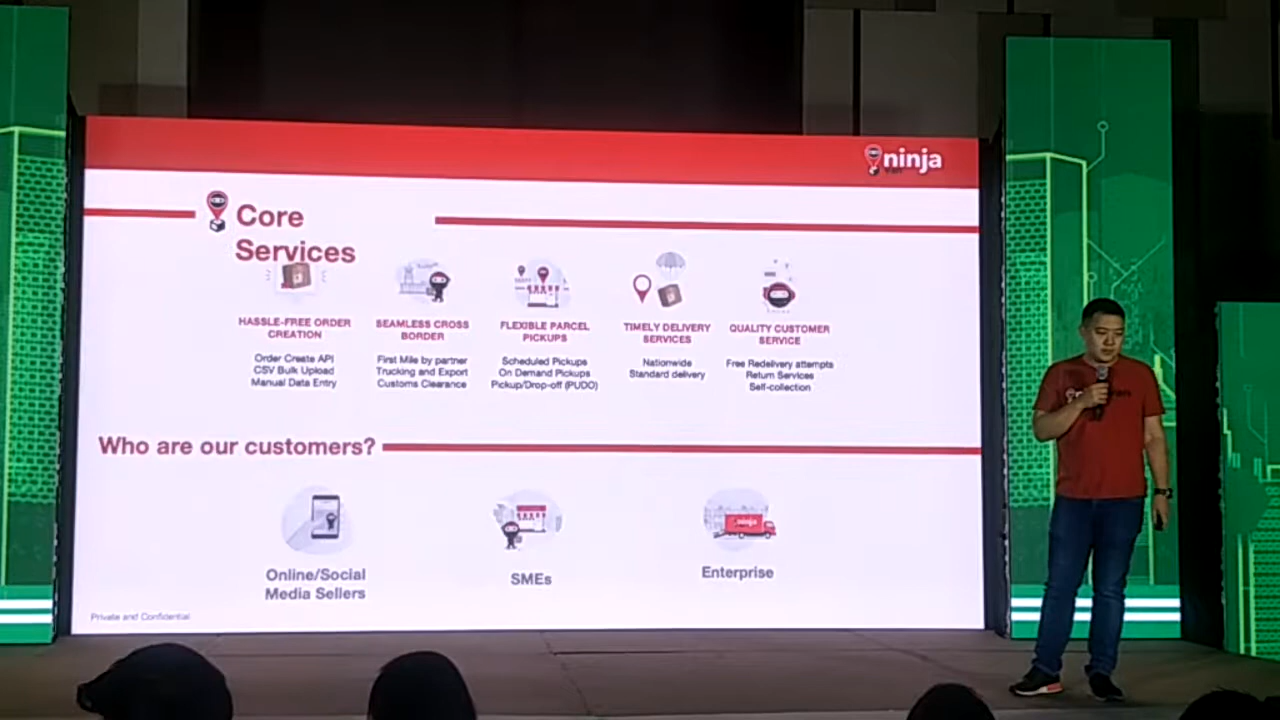 ninja
van
Core
Services
HASSLE-FREE ORDER
CREATION
Order Create API
CSV Bulk Upload
Manual Data Entry
SEAMLESS CROSS
BORDER
First Mile by partner
Trucking and Export
Customs Clearance
FLEXIBLE PARCEL
PICKUPS
Scheduled Pickups
On Demand Pickups
Pickup/Drop-off (PUDO)
TIMELY DELIVERY
SERVICES
Nationwide
Standard delivery
QUALITY CUSTOMER
SERVICE
Free Redelivery attempts
Return Services
Self-collection
Who are our customers?
ninja
Online/Social
Media Sellers
SMEs
Enterprise
Private and Confidential